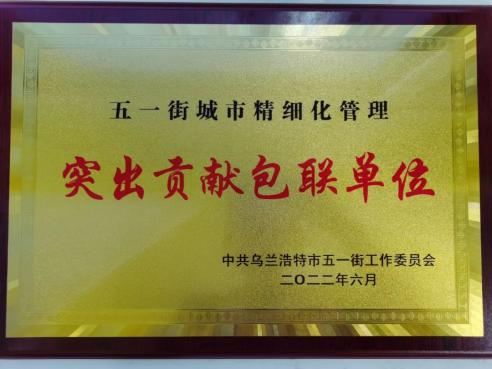 五一街城市精细化管理
突出贡献包联单位
中共乌兰浩特市五一街工作委员会
二〇二二年六月